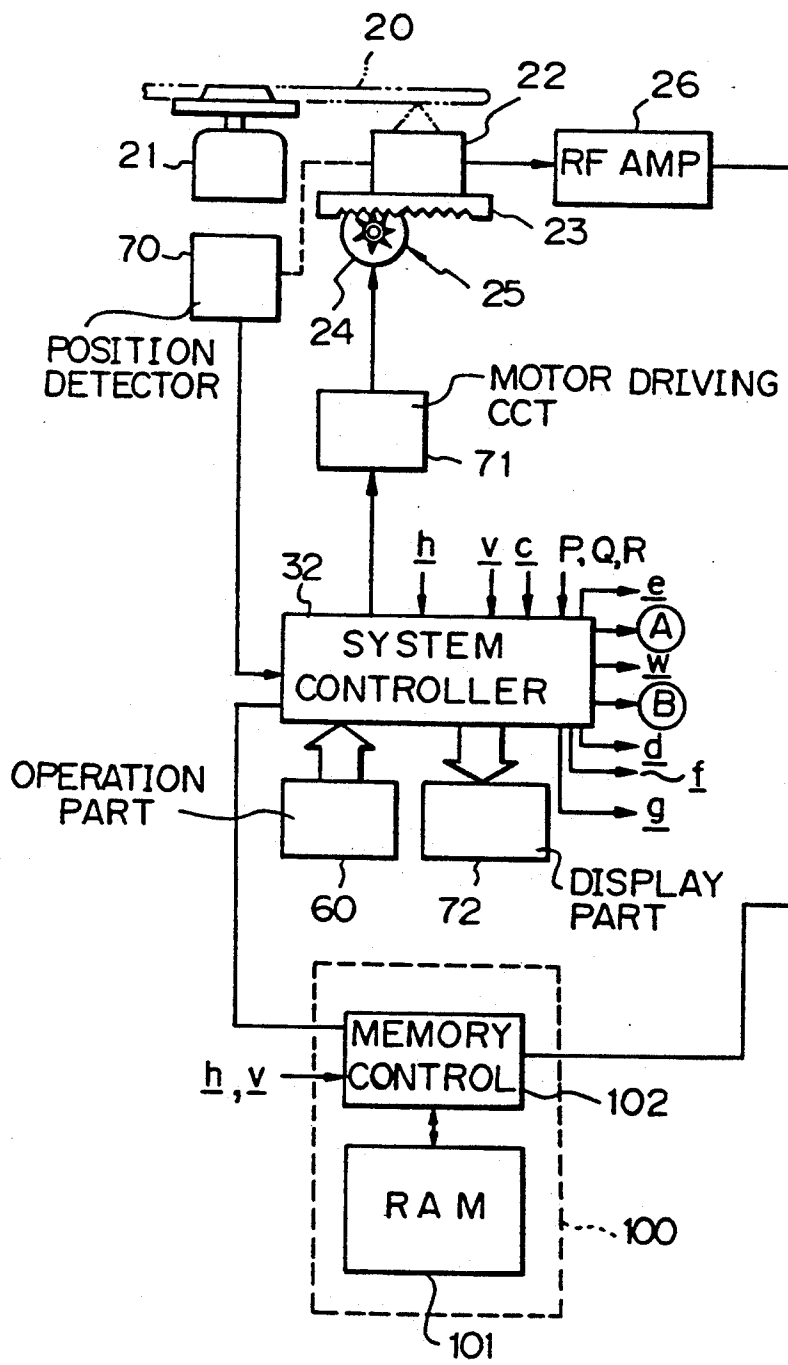 20
22
26
21
RF AMP
23
70
24
25
POSITION
DETECTOR
MOTOR DRIVING
CCT
71
h
v
c
P,Q,R
32
e
SYSTEM
CONTROLLER
A
w
B
d
f
g
OPERATION
PART
60
72
DISPLAY
PART
MEMORY
CONTROL
h,v
102
RAM
100
101